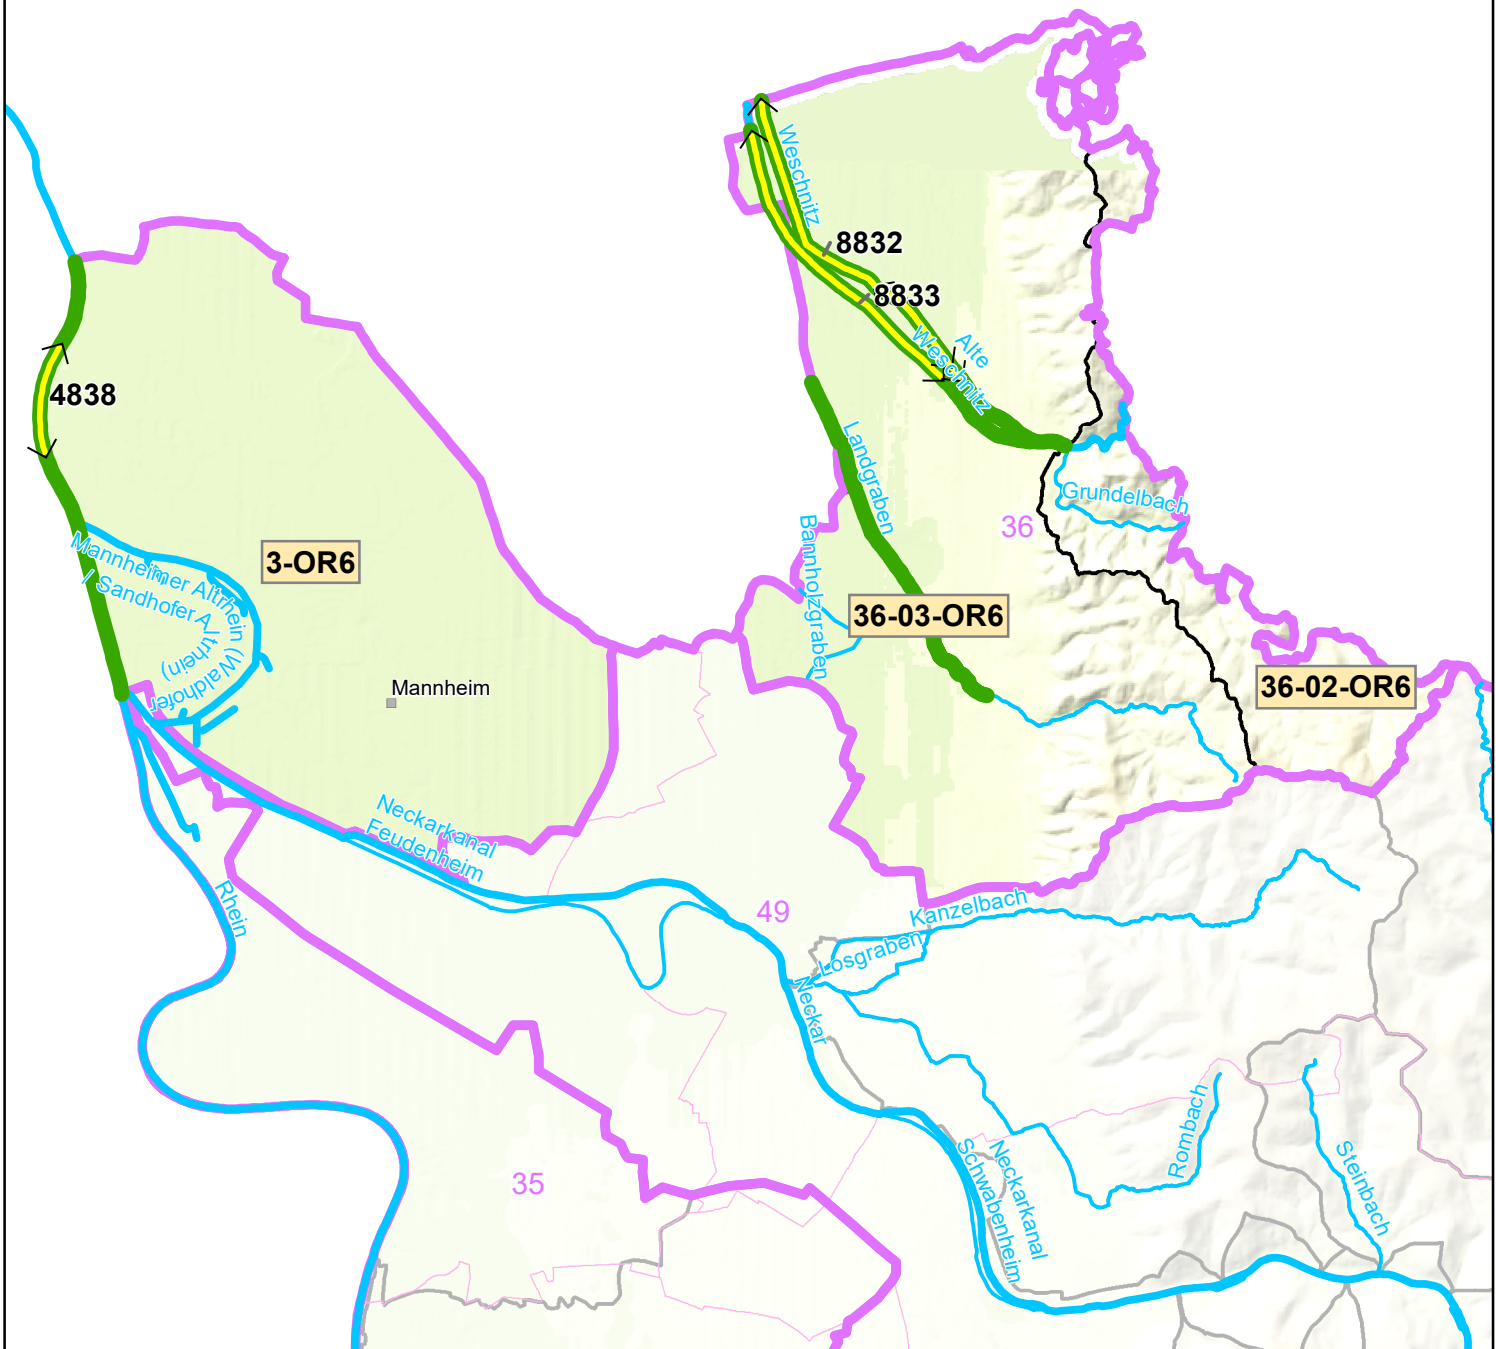 Weschnitz
8832
8833
Alte
Weschnitz
4838
Landgraben
Grundelbach
36
Bannholzgraben
3-OR6
Mannheimer Altrhein (Waldhofer
/ Sandhofer Altrhein)
36-03-OR6
36-02-OR6
Mannheim
Neckarkanal
Feudenheim
Rhein
49
Kanzelbach
Losgraben
Neckar
Rombach
Steinbach
35
Neckarkanal
Schwabenheim